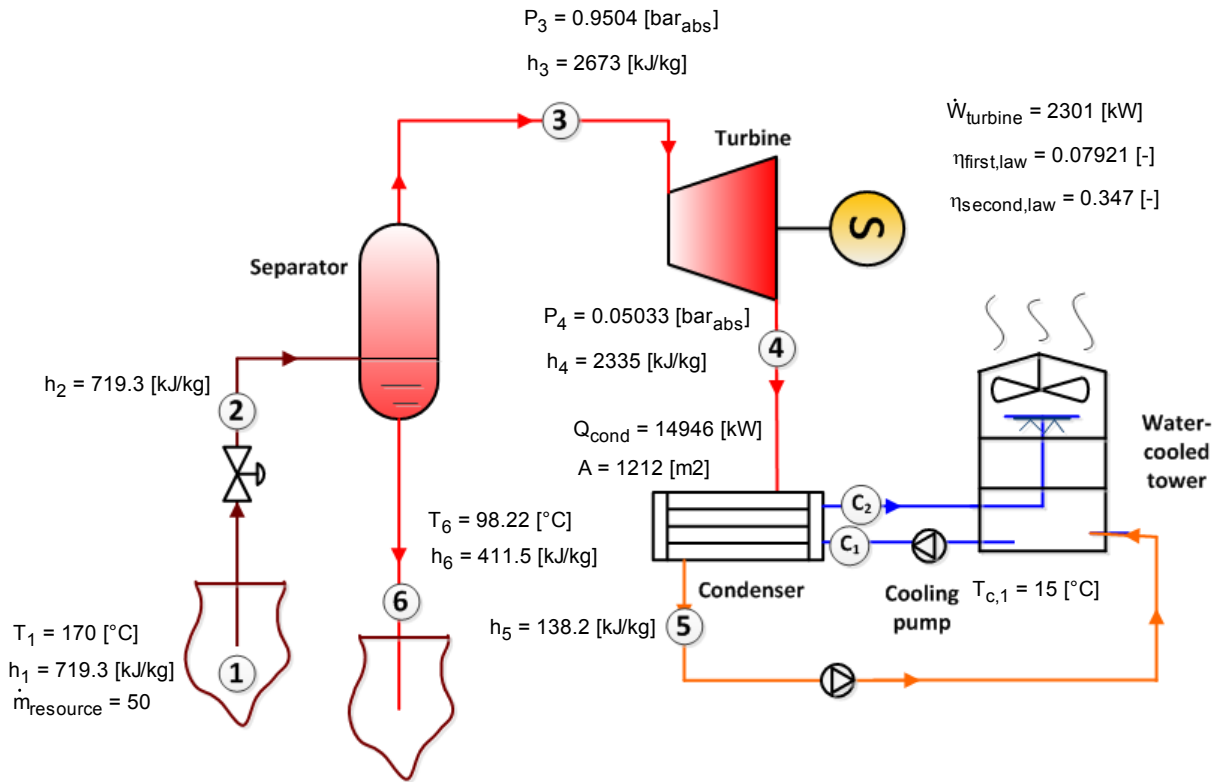 P3 = 0.9504 [barabs]
h3 = 2673 [kJ/kg]
3
Turbine
Ẇturbine = 2301 [kW]
ηfirst,law = 0.07921 [-]
ηsecond,law = 0.347 [-]
S
Separator
P4 = 0.05033 [barabs]
h4 = 2335 [kJ/kg]
4
h2 = 719.3 [kJ/kg]
2
Qcond = 14946 [kW]
A = 1212 [m2]
Water-
cooled
tower
C2
C1
T6 = 98.22 [°C]
h6 = 411.5 [kJ/kg]
6
Condenser
Cooling
pump
Tc,1 = 15 [°C]
h5 = 138.2 [kJ/kg]
5
T1 = 170 [°C]
h1 = 719.3 [kJ/kg]
ṁresource = 50
1